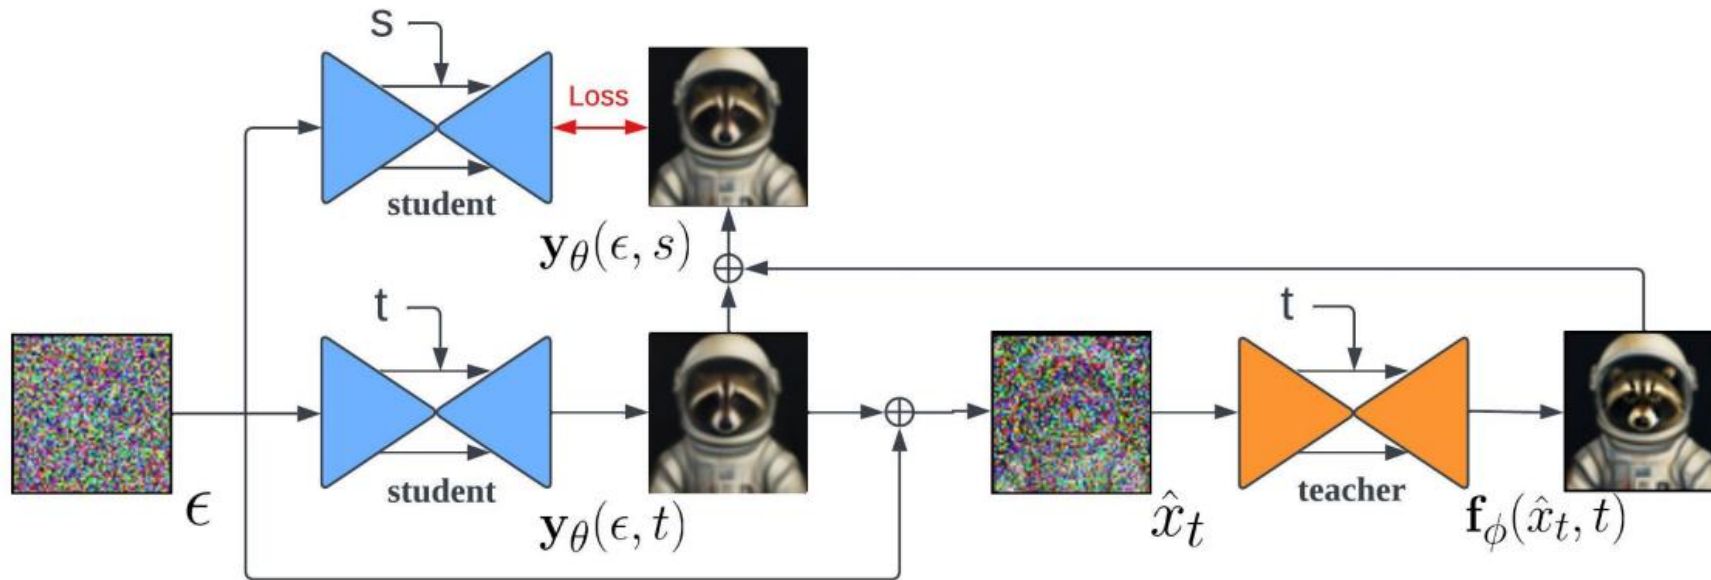 s
Loss
student
𝐲_θ(ϵ, s)
t
t
student
teacher
ϵ
𝐲_θ(ϵ, t)
x̂_t
𝐟_ϕ(x̂_t, t)